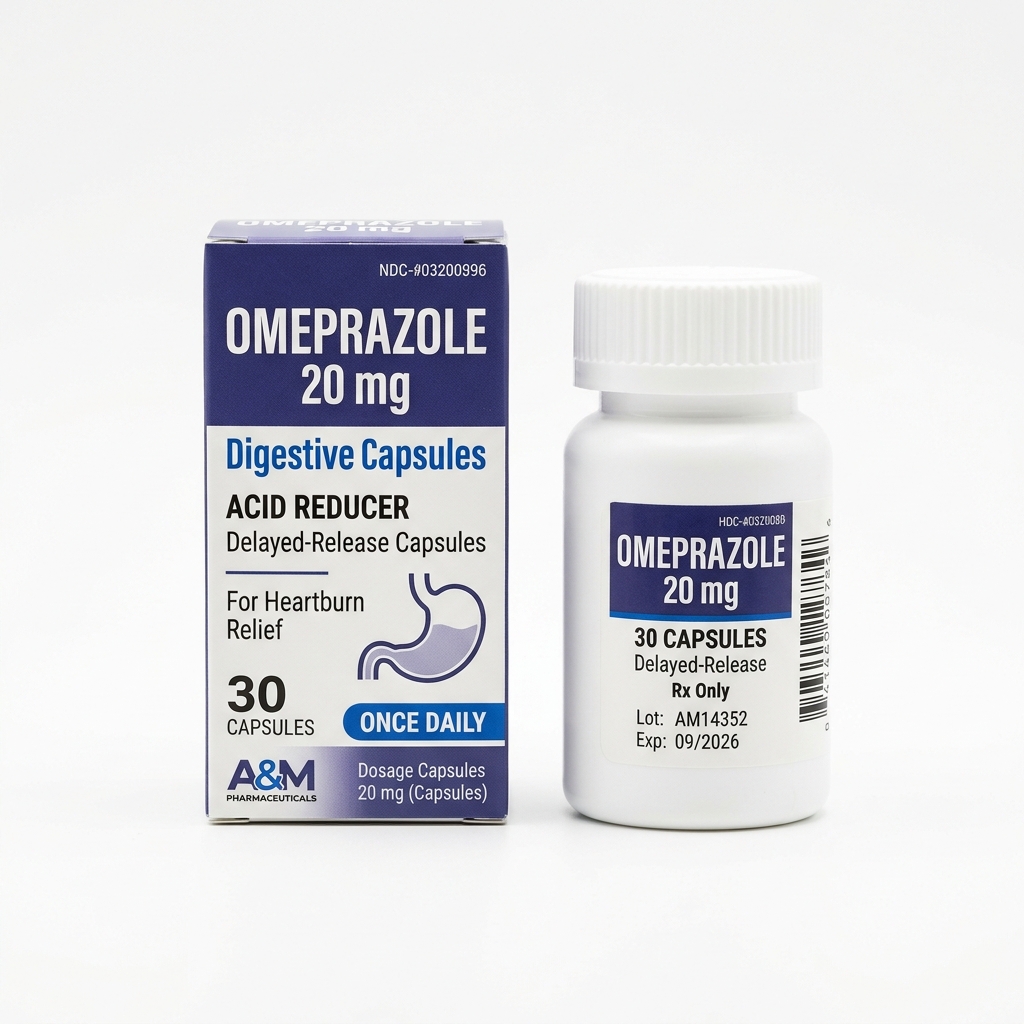 OMEPRAZOLE
20 mg
NDC-#03200996
OMEPRAZOLE
20 mg
Digestive Capsules
ACID REDUCER
Delayed-Release Capsules
For Heartburn
Relief
30
CAPSULES
ONCE DAILY
A&M
PHARMACEUTICALS
Dosage Capsules
20 mg (Capsules)
OMEPRAZOLE
20 mg
30 CAPSULES
Delayed-Release
Rx Only
Lot: AM14352
Exp: 09/2026